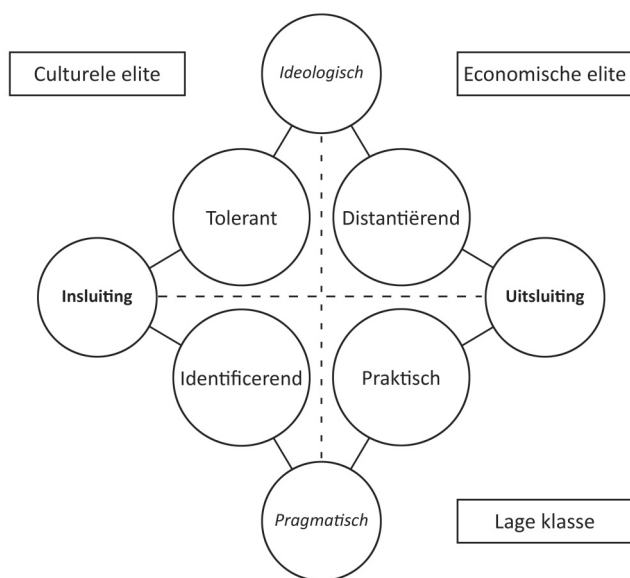 Culturele elite
Ideologisch
Economische elite
Tolerant
Distantiërend
Insluiting
Uitsluiting
Identificerend
Praktisch
Pragmatisch
Lage klasse